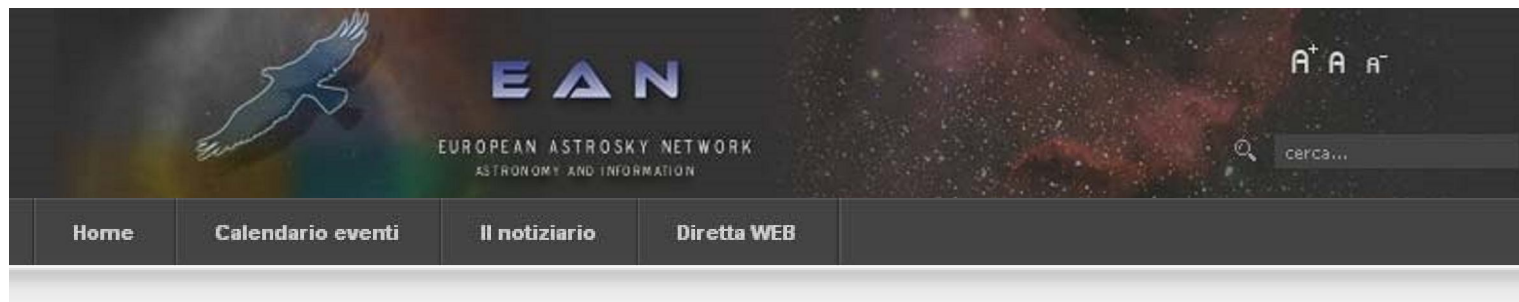 EAN
A+ A A-
EUROPEAN ASTROSKY NETWORK
cerca...
ASTRONOMY AND INFORMATION
Home Calendario eventi Il notiziario Diretta WEB